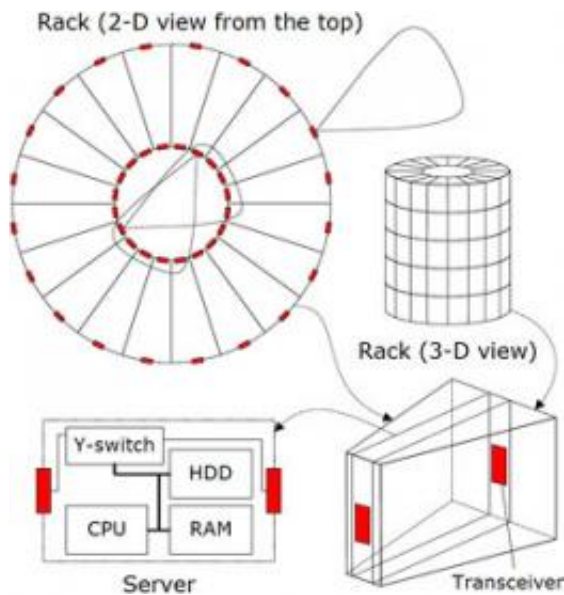 Rack (2-D view from the top)
Rack (3-D view)
Y-switch
HDD
CPU
RAM
Server
Transceiver